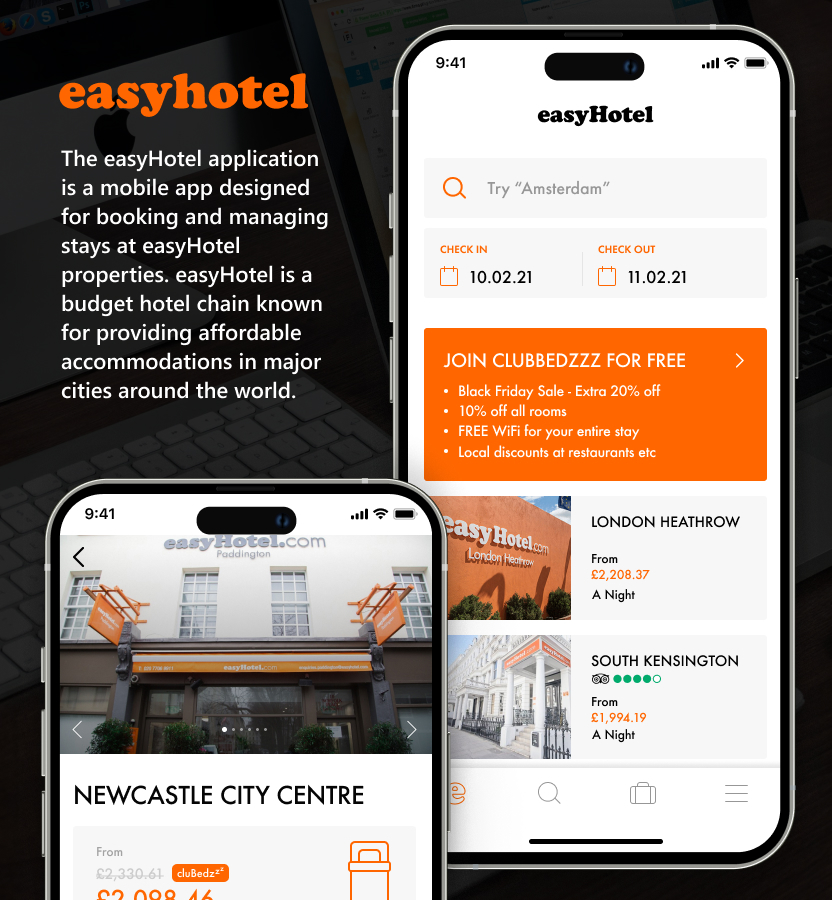 easyhotel
The easyHotel application
is a mobile app designed
for booking and managing
stays at easyHotel
properties. easyHotel is a
budget hotel chain known
for providing affordable
accommodations in major
cities around the world.
9:41
easyHotel
Try “Amsterdam”
CHECK IN
10.02.21
CHECK OUT
11.02.21
JOIN CLUBBEDZZZ FOR FREE
• Black Friday Sale - Extra 20% off
• 10% off all rooms
• FREE WiFi for your entire stay
• Local discounts at restaurants etc
easyHotel.com
London Heathrow
LONDON HEATHROW
From
£2,208.37
A Night
SOUTH KENSINGTON
From
£1,994.19
A Night
e
9:41
easyHotel.com
Paddington
easyHotel.com
NEWCASTLE CITY CENTRE
From
£2,330.61
cluBedzzz
£2,098.46